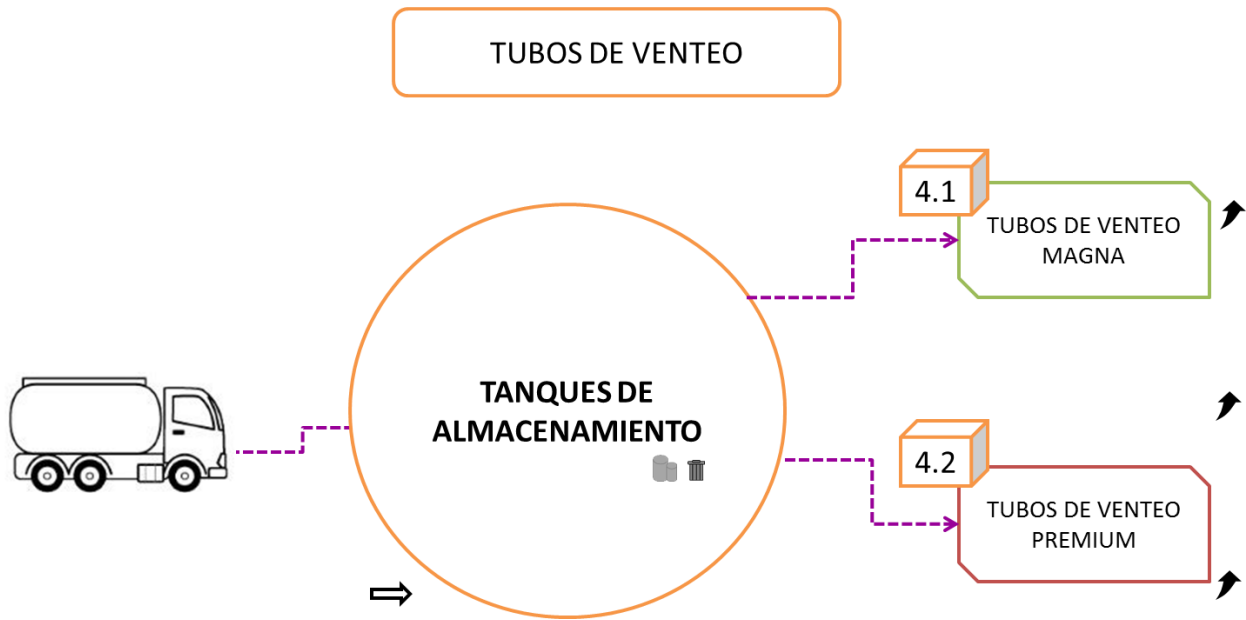 TUBOS DE VENTEO
4.1
TUBOS DE VENTEO
MAGNA
TANQUES DE
ALMACENAMIENTO
4.2
TUBOS DE VENTEO
PREMIUM